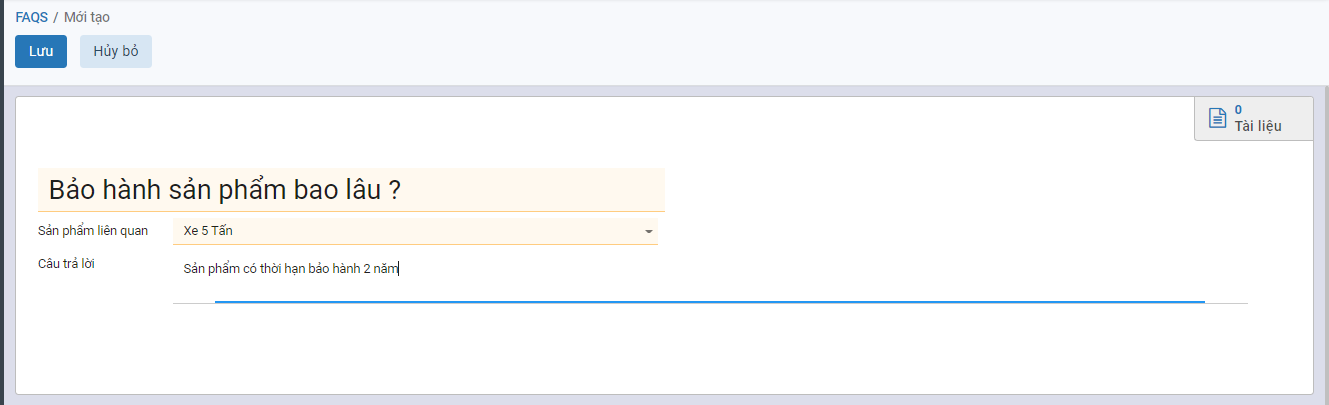 FAQS / Mới tạo
Lưu Hủy bỏ
0
Tài liệu
Bảo hành sản phẩm bao lâu ?
Sản phẩm liên quan Xe 5 Tấn
Câu trả lời Sản phẩm có thời hạn bảo hành 2 năm